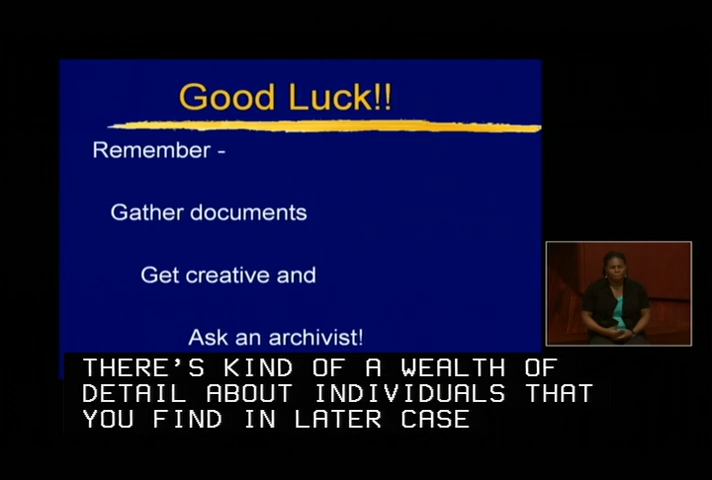 Good Luck!!
Remember -
Gather documents
Get creative and
Ask an archivist!
THERE'S KIND OF A WEALTH OF
DETAIL ABOUT INDIVIDUALS THAT
YOU FIND IN LATER CASE